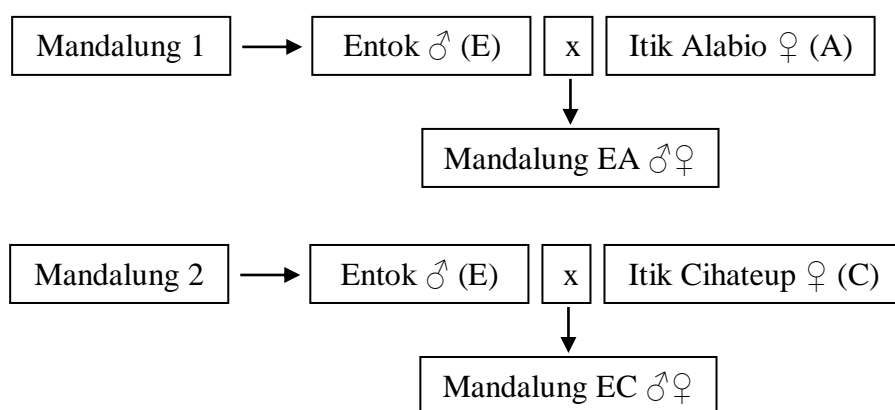 Mandalung 1 Entok ♂ (E) x Itik Alabio ♀ (A)
Mandalung EA ♂♀
Mandalung 2 Entok ♂ (E) x Itik Cihateup ♀ (C)
Mandalung EC ♂♀